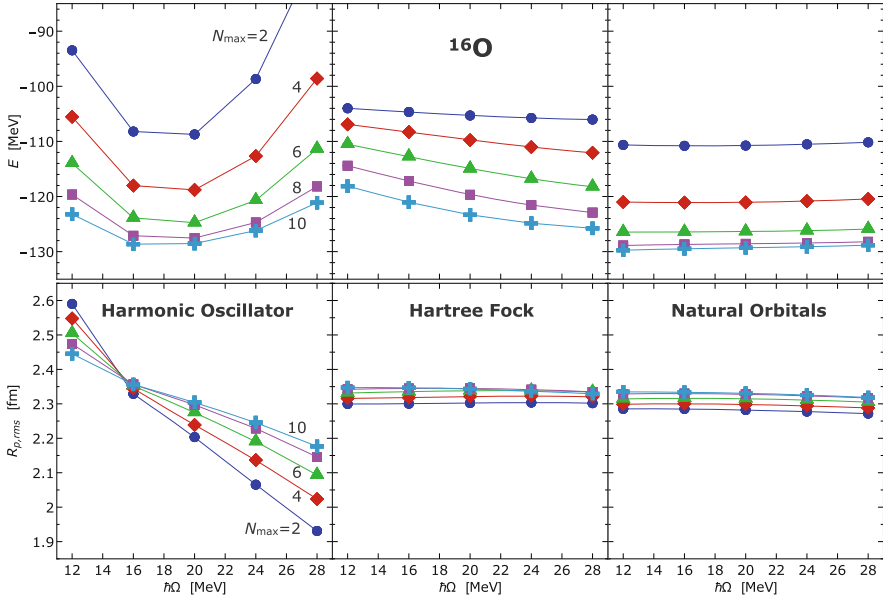 −90
−100
−110
−120
−130
E [MeV]
Nmax=2
4
6
8
10
16O
2.6
2.5
2.4
2.3
2.2
2.1
2
1.9
Rp,rms [fm]
Harmonic Oscillator
Hartree Fock
Natural Orbitals
10
6
4
Nmax=2
12 14 16 18 20 22 24 26 28
12 14 16 18 20 22 24 26 28
12 14 16 18 20 22 24 26 28
ℏΩ [MeV]
ℏΩ [MeV]
ℏΩ [MeV]